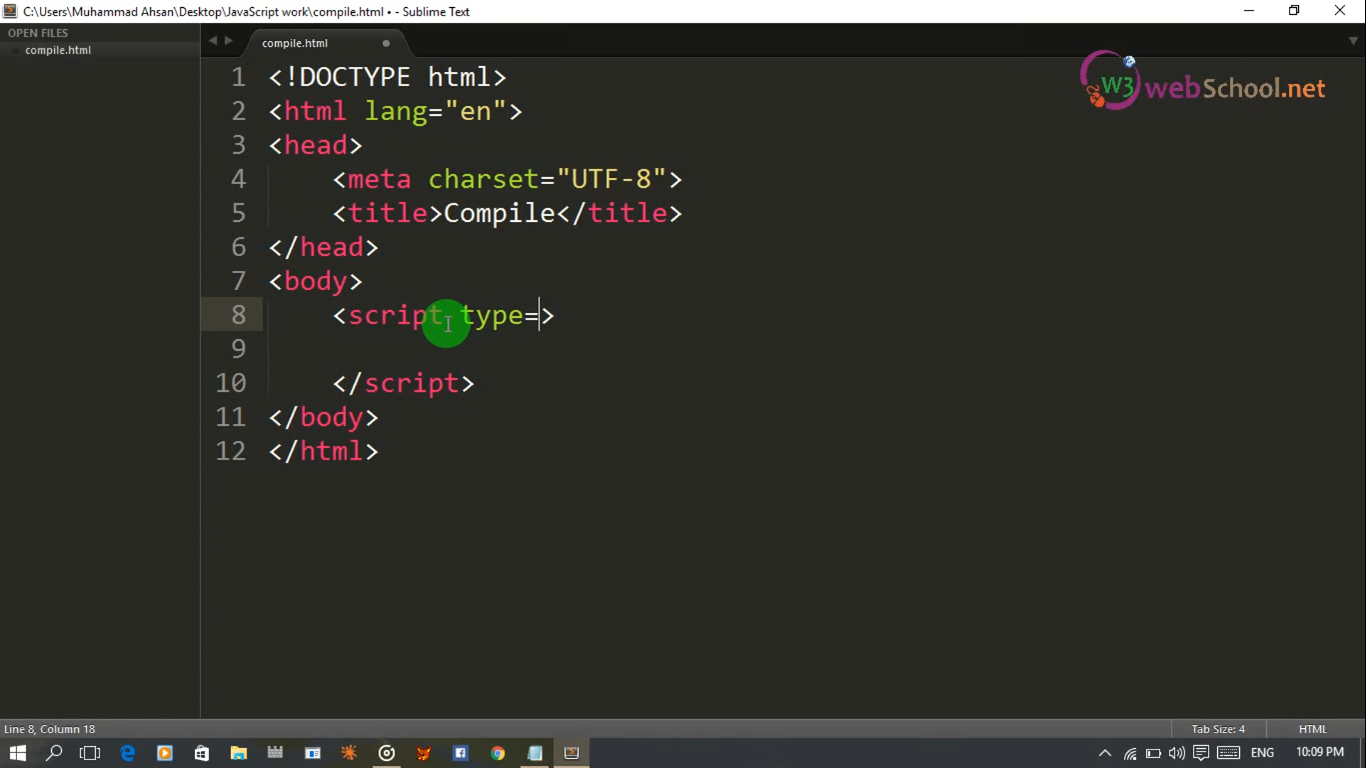 C:\Users\Muhammad Ahsan\Desktop\JavaScript work\compile.html • - Sublime Text
OPEN FILES
compile.html
compile.html
W3 webSchool.net
1 <!DOCTYPE html>
2 <html lang="en">
3 <head>
4 <meta charset="UTF-8">
5 <title>Compile</title>
6 </head>
7 <body>
8 <script type=>
9
10 </script>
11 </body>
12 </html>
Line 8, Column 18
Tab Size: 4
HTML
ENG
10:09 PM